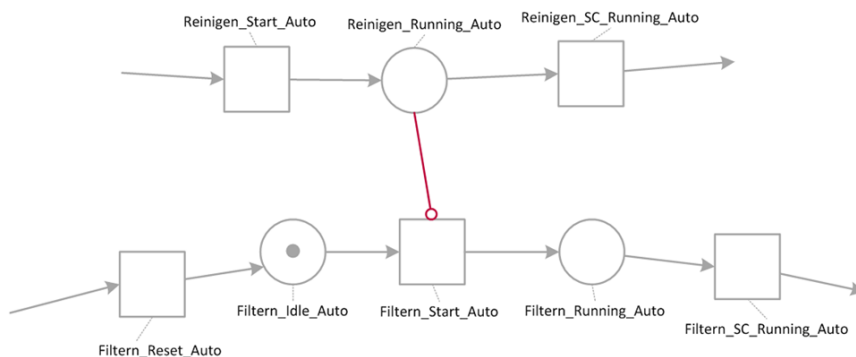 Reinigen_Start_Auto
Reinigen_Running_Auto
Reinigen_SC_Running_Auto
Filtern_Idle_Auto
Filtern_Start_Auto
Filtern_Running_Auto
Filtern_SC_Running_Auto
Filtern_Reset_Auto